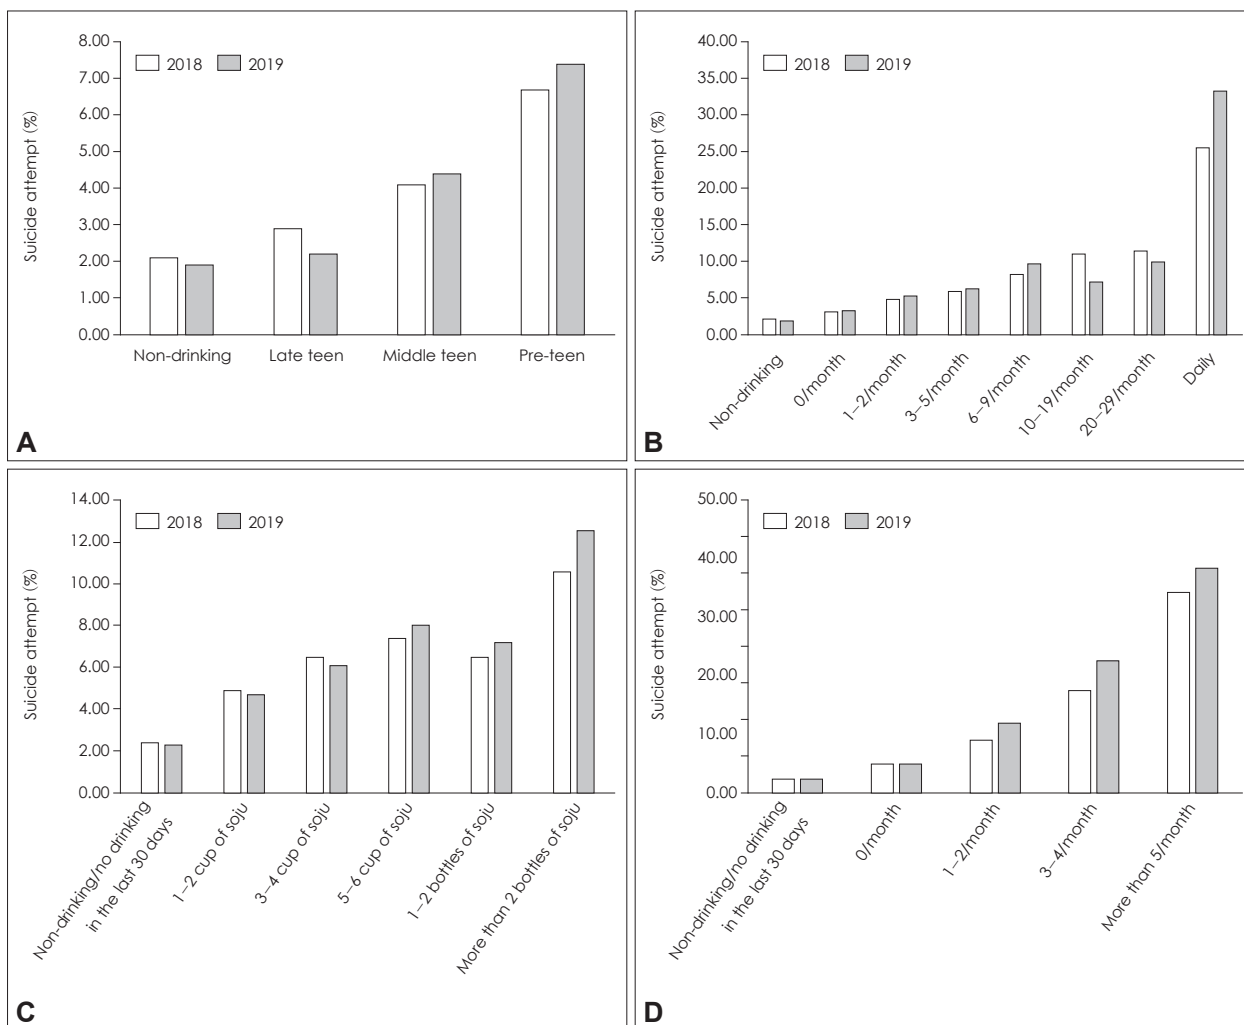 8.00
7.00
6.00
5.00
4.00
3.00
2.00
1.00
0.00
Suicide attempt (%)
2018 2019
Non-drinking Late teen Middle teen Pre-teen
A
40.00
35.00
30.00
25.00
20.00
15.00
10.00
5.00
0.00
Suicide attempt (%)
2018 2019
Non-drinking
0/month
1–2/month
3–5/month
6–9/month
10–19/month
20–29/month
Daily
B
14.00
12.00
10.00
8.00
6.00
4.00
2.00
0.00
Suicide attempt (%)
2018 2019
Non-drinking/no drinking
in the last 30 days
1–2 cup of soju
3–4 cup of soju
5–6 cup of soju
1–2 bottles of soju
More than 2 bottles of soju
C
50.00
40.00
30.00
20.00
10.00
0.00
Suicide attempt (%)
2018 2019
Non-drinking/no drinking
in the last 30 days
0/month
1–2/month
3–4/month
More than 5/month
D